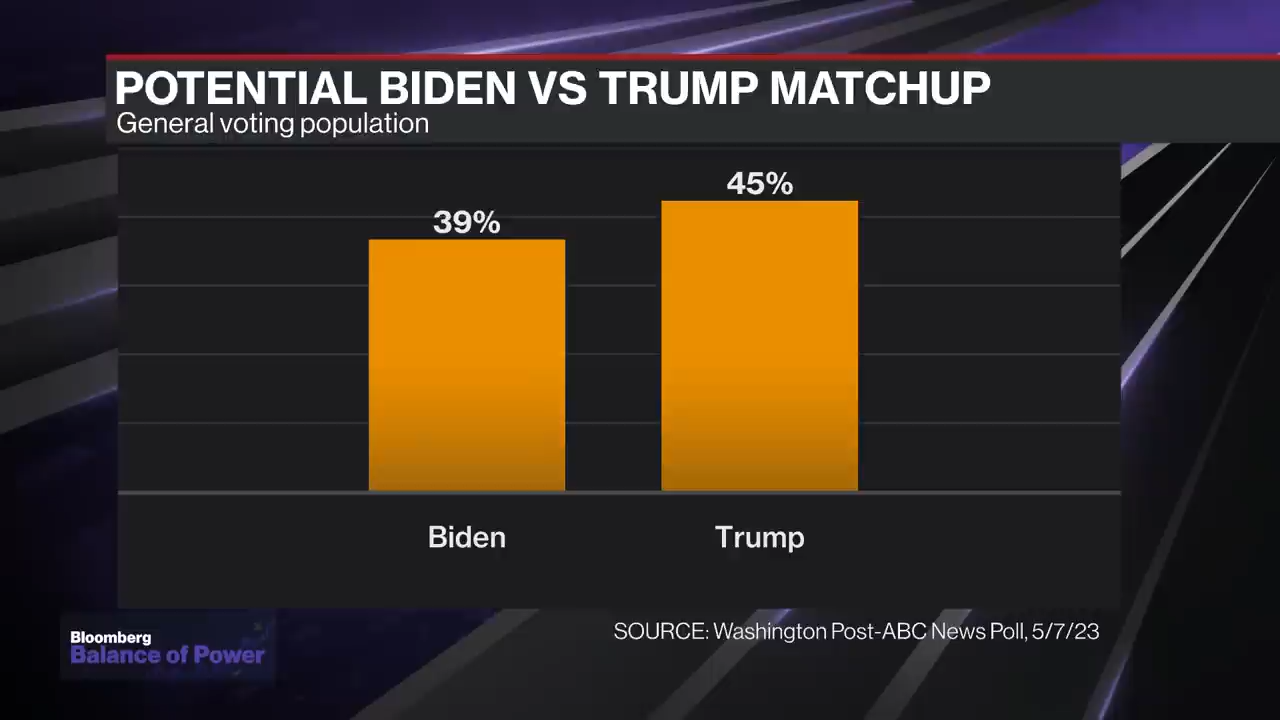 POTENTIAL BIDEN VS TRUMP MATCHUP
General voting population
45%
39%
Biden
Trump
SOURCE: Washington Post-ABC News Poll, 5/7/23
Bloomberg
Balance of Power